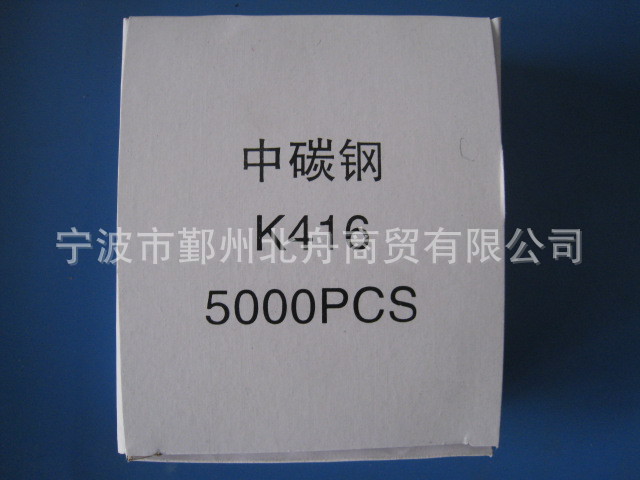 中碳钢
K416
宁波市鄞州北舟商贸有限公司
5000PCS